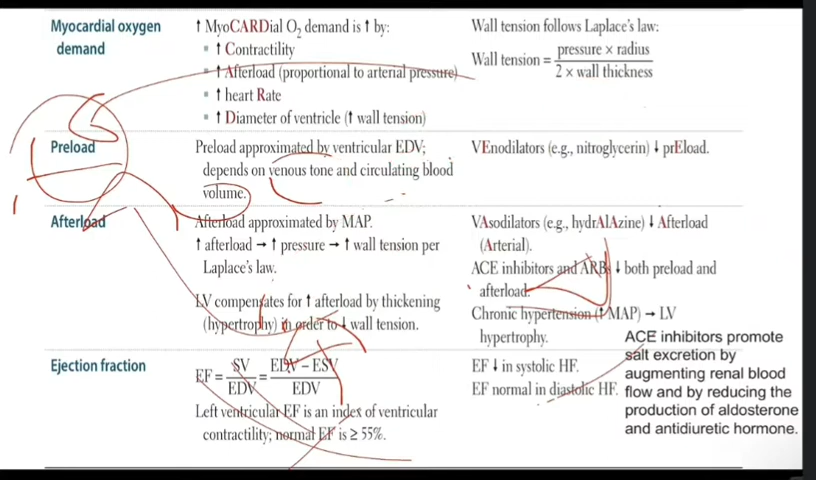 Myocardial oxygen
demand
↑ MyoCARDial O₂ demand is ↑ by:
▪ ↑ Contractility
▪ ↑ Afterload (proportional to arterial pressure)
▪ ↑ heart Rate
▪ ↑ Diameter of ventricle (↑ wall tension)
Wall tension follows Laplace's law:
Wall tension = pressure × radius / 2 × wall thickness
Preload
Preload approximated by ventricular EDV;
depends on venous tone and circulating blood
volume.
VEnodilators (e.g., nitroglycerin) ↓ prEload.
Afterload
Afterload approximated by MAP.
↑ afterload → ↑ pressure → ↑ wall tension per
Laplace's law.
LV compensates for ↑ afterload by thickening
(hypertrophy) in order to ↓ wall tension.
VAsodilators (e.g., hydrAlAzine) ↓ Afterload
(Arterial).
ACE inhibitors and ARBs ↓ both preload and
afterload.
Chronic hypertension (↑ MAP) → LV
hypertrophy.
Ejection fraction
EF = SV / EDV = EDV − ESV / EDV
Left ventricular EF is an index of ventricular
contractility; normal EF is ≥ 55%.
EF ↓ in systolic HF.
EF normal in diastolic HF.
ACE inhibitors promote
salt excretion by
augmenting renal blood
flow and by reducing the
production of aldosterone
and antidiuretic hormone.